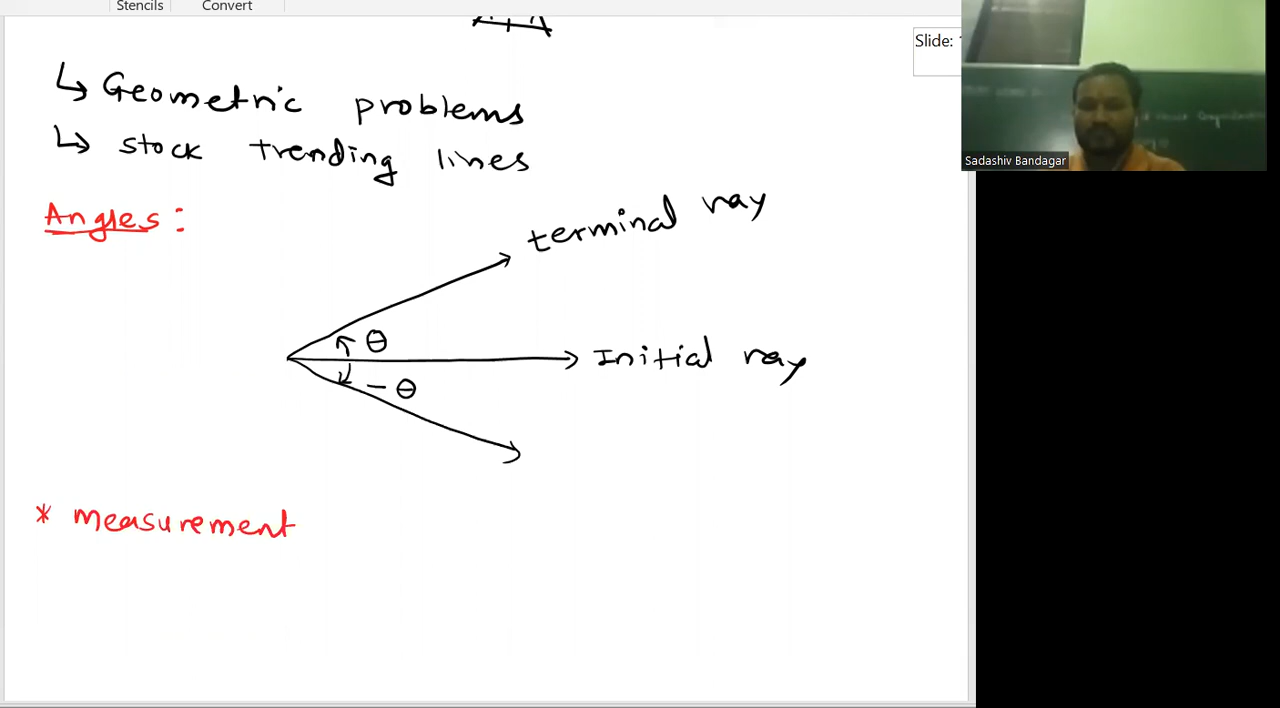 Stencils Convert
Slide:
↳ Geometric problems
↳ stock trending lines
Angles:
terminal ray
θ
Initial ray
-θ
* measurement
Sadashiv Bandagar